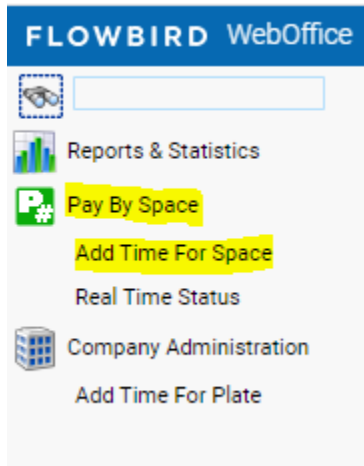 FLOWBIRD WebOffice
Reports & Statistics
P# Pay By Space
Add Time For Space
Real Time Status
Company Administration
Add Time For Plate